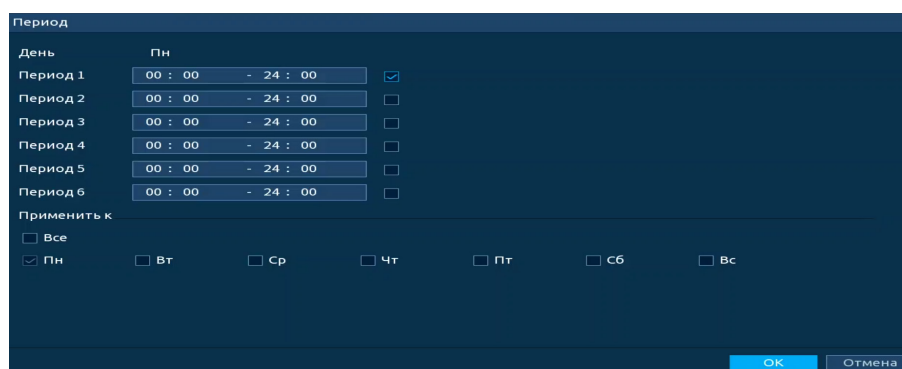 Период
День Пн
Период 1 00 : 00 - 24 : 00
Период 2 00 : 00 - 24 : 00
Период 3 00 : 00 - 24 : 00
Период 4 00 : 00 - 24 : 00
Период 5 00 : 00 - 24 : 00
Период 6 00 : 00 - 24 : 00
Применить к
Все
Пн Вт Ср Чт Пт Сб Вс
OK Отмена